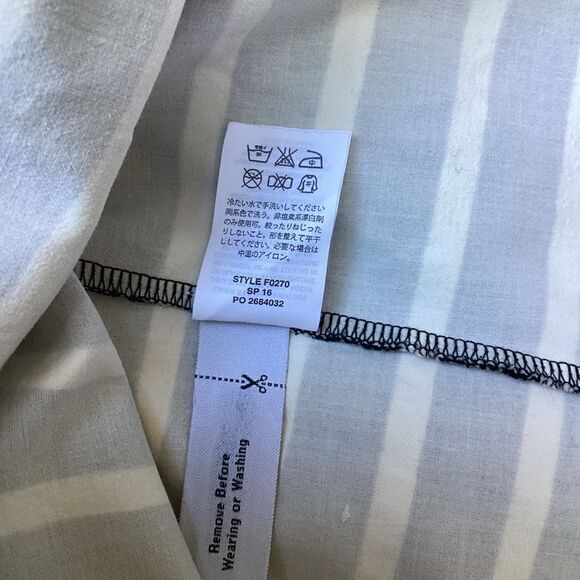 冷たい水で手洗いしてください
同系色で洗う。非塩素系漂白剤
のみ使用可。絞ったりねじった
りしないこと。形を整えて平干
ししてください。必要な場合は
中温のアイロン。
STYLE F0270
SP 16
PO 2684032
Remove Before
Wearing or Washing